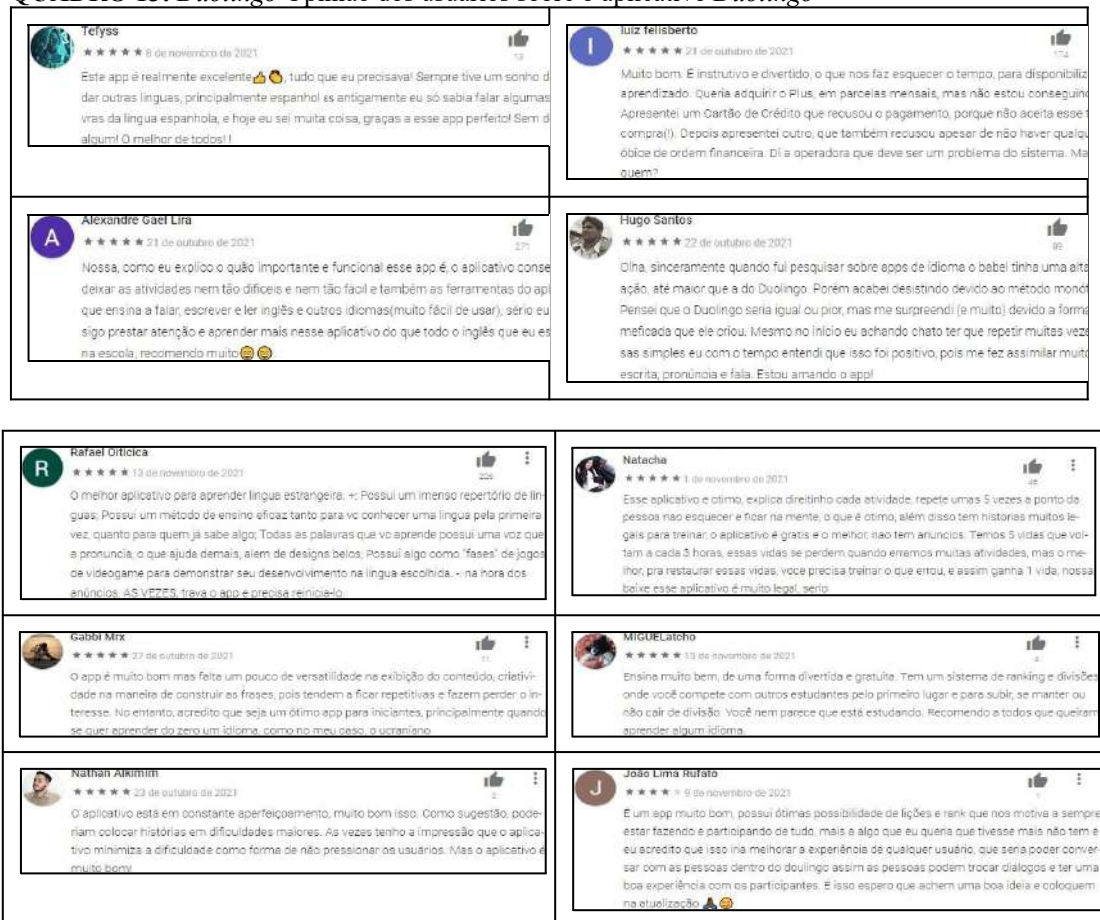 QUADRO 15: Duolingo Opinião dos usuários sobre o aplicativo Duolingo
Tefyss
8 de novembro de 2021
13
Este app é realmente excelente👍👏, tudo que eu precisava! Sempre tive um sonho d
dar outras linguas, principalmente espanhol es antigamente eu só sabia falar algumas
vras da lingua espanhola, e hoje eu sei muita coisa, graças a esse app perfeito! Sem d
algum! O melhor de todos!!
luiz felisberto
21 de outubro de 2021
174
Muito bom. É instrutivo e divertido, o que nos faz esquecer o tempo, para disponibiliz
aprendizado. Queria adquirir o Plus, em parcelas mensais, mas não estou conseguind
Apresentei um Cartão de Crédito que recusou o pagamento, porque não aceita esse t
compra(!). Depois apresentei outro, que também recusou apesar de não haver qualqu
óbice de ordem financeira. Di a operadora que deve ser um problema do sistema. Ma
quem?
A
Alexandre Gael Lira
21 de outubro de 2021
271
Nossa, como eu explico o quão importante e funcional esse app é, o aplicativo conse
deixar as atividades nem tão dificeis e nem tão fácil e também as ferramentas do apl
que ensina a falar, escrever e ler inglês e outros idiomas(muito fácil de usar), sério eu
sigo prestar atenção e aprender mais nesse aplicativo do que todo o inglês que eu es
na escola, recomendo muito😄😄
Hugo Santos
22 de outubro de 2021
89
Olha, sinceramente quando fui pesquisar sobre apps de idioma o babel tinha uma alta
ação, até maior que a do Duolingo. Porém acabei desistindo devido ao método monót
Pensei que o Duolingo seria igual ou pior, mas me surpreendi (e muito) devido a forma
meficada que ele criou. Mesmo no início eu achando chato ter que repetir muitas veze
sas simples eu com o tempo entendi que isso foi positivo, pois me fez assimilar muito
escrita, pronúncia e fala. Estou amando o app!
R
Rafael Oiticica
13 de novembro de 2021
O melhor aplicativo para aprender lingua estrangeira. +: Possui um imenso repertório de lín-
guas; Possui um método de ensino eficaz tanto para vc conhecer uma lingua pela primeira
vez, quanto para quem já sabe algo; Todas as palavras que vc aprende possui uma voz que
a pronuncia, o que ajuda demais, alem de designs belos; Possui algo como "fases" de jogos
de videogame para demonstrar seu desenvolvimento na lingua escolhida. -: na hora dos
anúncios, AS VEZES, trava o app e precisa reinicia-lo
Natacha
1 de novembro de 2021
Esse aplicativo e otimo, explica direitinho cada atividade, repete umas 5 vezes a ponto da
pessoa nao esquecer e ficar na mente, o que é otimo, além disso tem historias muitos le-
gais para treinar, o aplicativo é gratis e o melhor, nao tem anuncios. Temos 5 vidas que vol-
tam a cada 3 horas, essas vidas se perdem quando erramos muitas atividades, mas o me-
lhor, pra restaurar essas vidas, voce precisa treinar o que errou, e assim ganha 1 vida, nossa
baixe esse aplicativo é muito legal, serio
Gabbi Mrx
27 de outubro de 2021
11
O app é muito bom mas falta um pouco de versatilidade na exibição do conteúdo, criativi-
dade na maneira de construir as frases, pois tendem a ficar repetitivas e fazem perder o in-
teresse. No entanto, acredito que seja um ótimo app para iniciantes, principalmente quando
se quer aprender do zero um idioma, como no meu caso, o ucraniano
MIGUELatcho
15 de novembro de 2021
Ensina muito bem, de uma forma divertida e gratuita. Tem um sistema de ranking e divisões
onde você compete com outros estudantes pelo primeiro lugar e para subir, se manter ou
não cair de divisão. Você nem parece que está estudando. Recomendo a todos que queiram
aprender algum idioma.
Nathan Alkimim
23 de outubro de 2021
2
O aplicativo está em constante aperfeiçoamento, muito bom isso. Como sugestão, pode-
riam colocar histórias em dificuldades maiores. As vezes tenho a impressão que o aplica-
tivo minimiza a dificuldade como forma de não pressionar os usuários. Mas o aplicativo é
muito bom!
J
João Lima Rufato
9 de novembro de 2021
É um app muito bom, possui ótimas possibilidade de lições e rank que nos motiva a sempre
estar fazendo e participando de tudo, mais a algo que eu queria que tivesse mais não tem e
eu acredito que isso iria melhorar a experiência de qualquer usuário, que seria poder conver-
sar com as pessoas dentro do doulingo assim as pessoas podem trocar diálogos e ter uma
boa experiência com os participantes. E isso espero que achem uma boa ideia e coloquem
na atualização 🙏😊